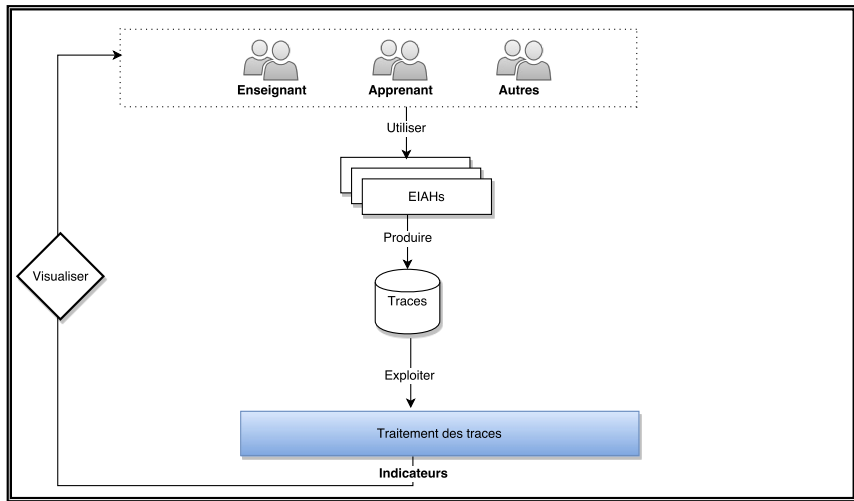 Enseignant Apprenant Autres
Utiliser
EIAHs
Produire
Visualiser
Traces
Exploiter
Traitement des traces
Indicateurs